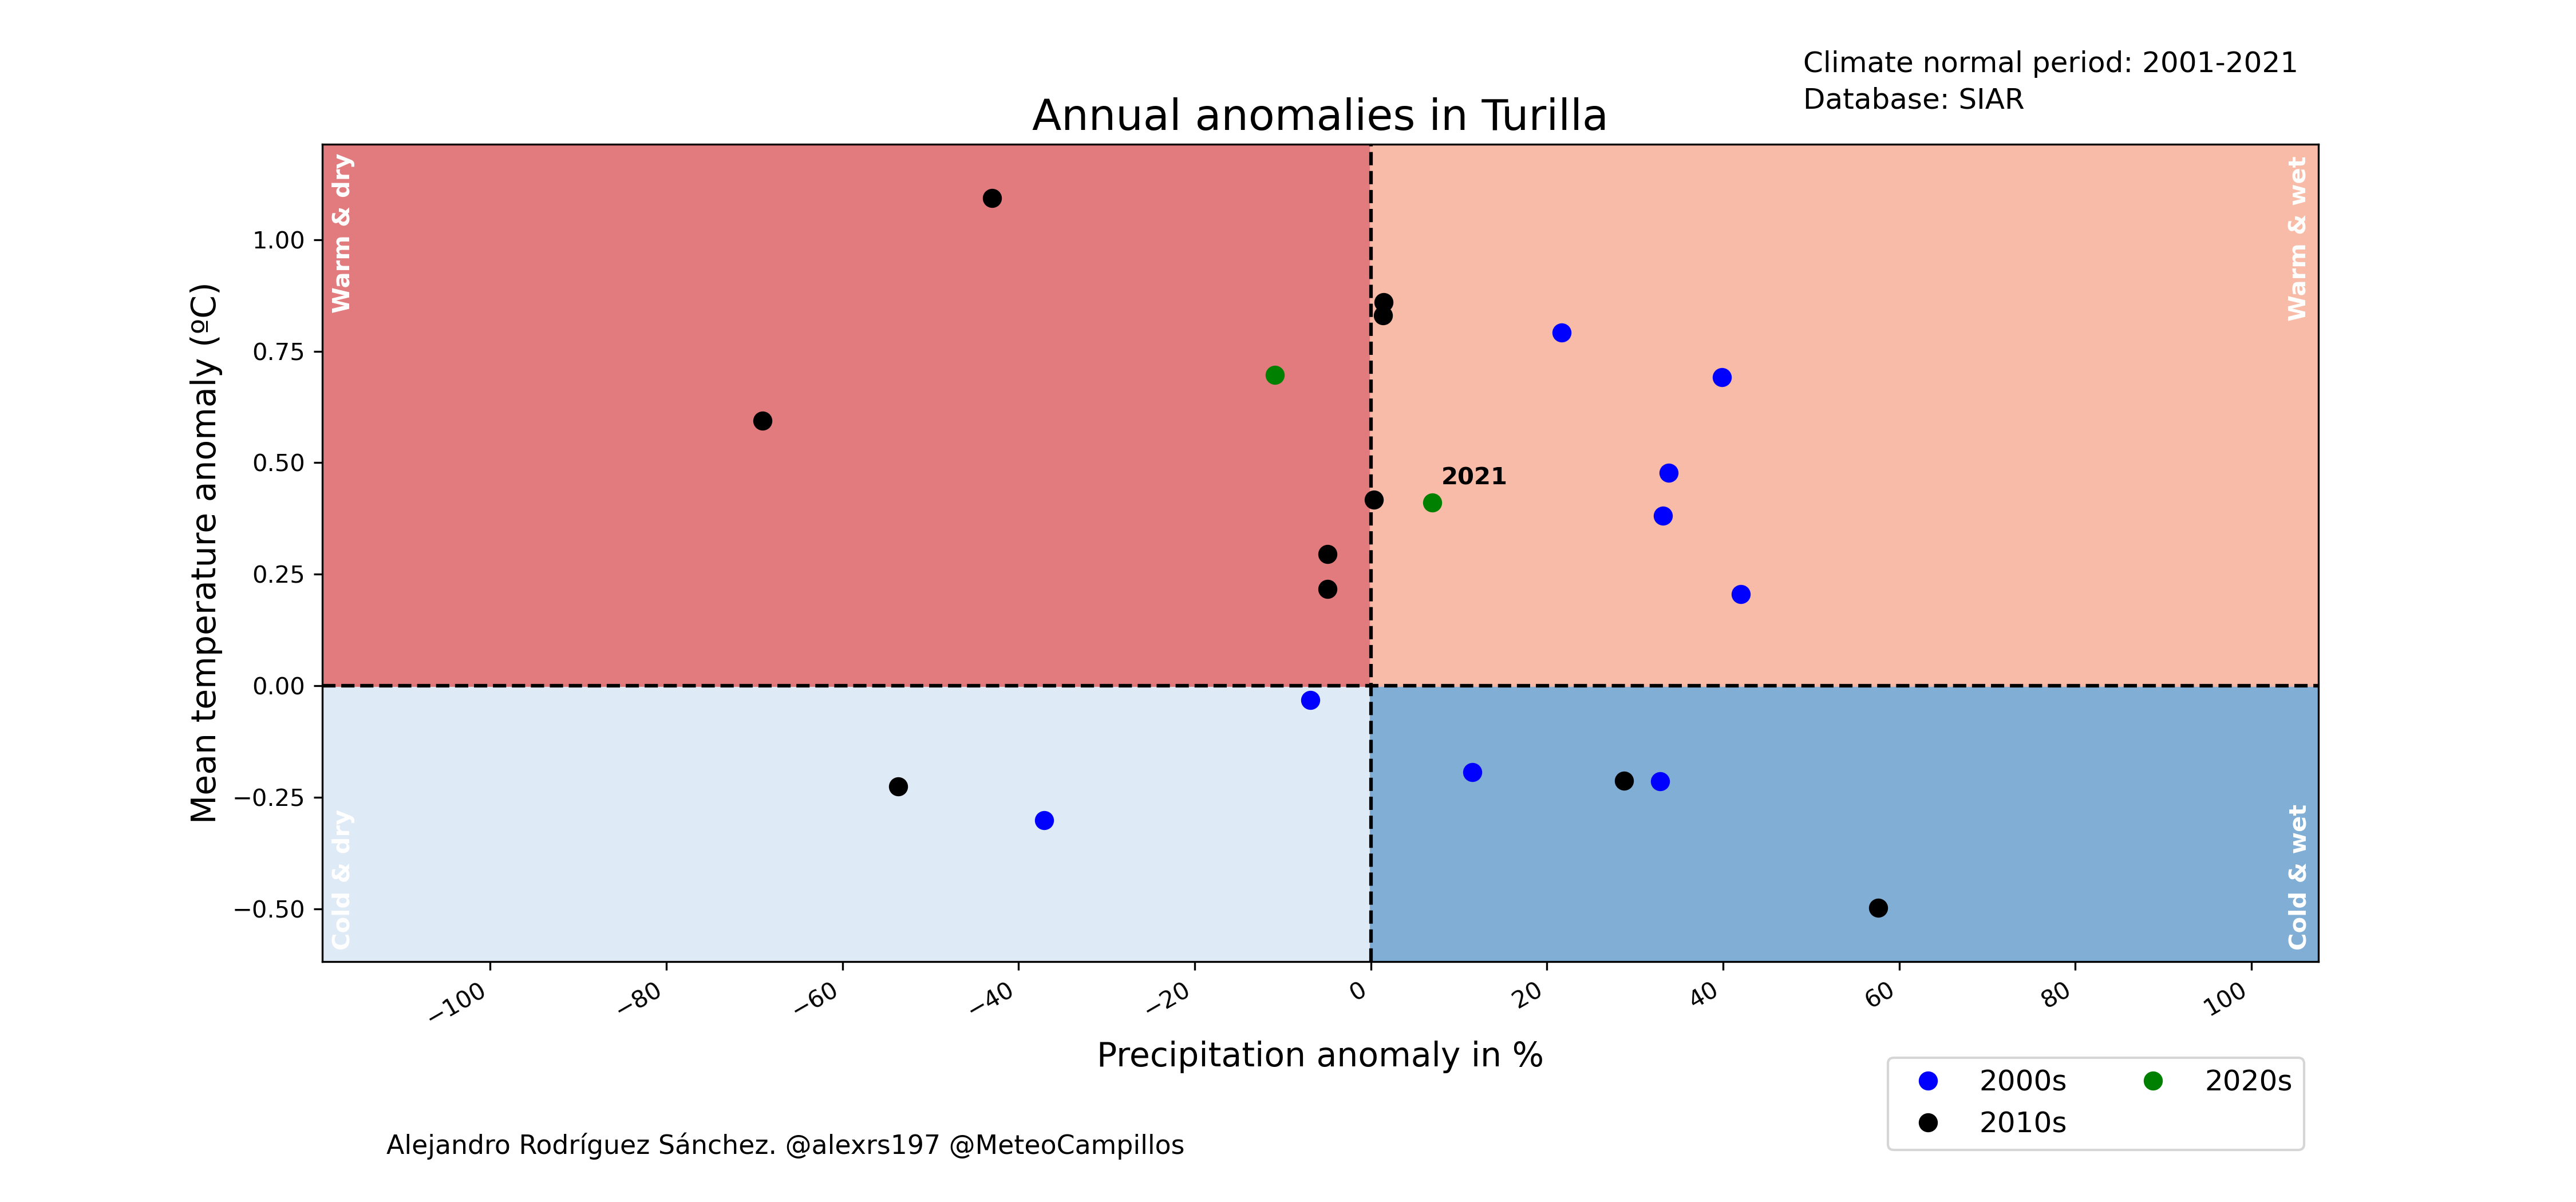 Climate normal period: 2001-2021
Database: SIAR
Annual anomalies in Turilla
Warm & dry
Warm & wet
1.00
0.75
0.50
0.25
0.00
−0.25
−0.50
Mean temperature anomaly (ºC)
2021
Cold & dry
Cold & wet
−100
−80
−60
−40
−20
0
20
40
60
80
100
Precipitation anomaly in %
2000s
2010s
2020s
Alejandro Rodríguez Sánchez. @alexrs197 @MeteoCampillos